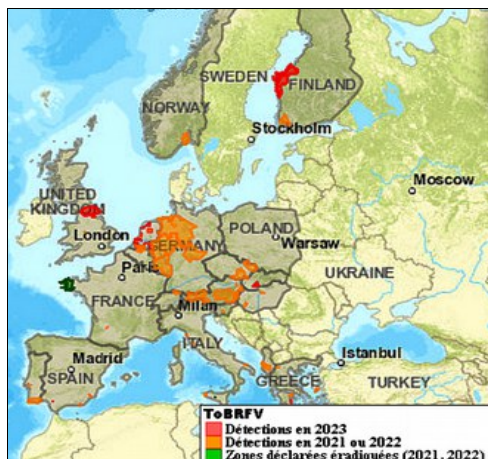 SWEDEN
FINLAND
NORWAY
Stockholm
Moscow
UNITED
KINGDOM
London
POLAND
GERMANY
Warsaw
Paris
UKRAINE
FRANCE
Milan
ITALY
Madrid
SPAIN
Istanbul
GREECE
TURKEY
ToBRFV
Détections en 2023
Détections en 2021 ou 2022
Zones déclarées éradiquées (2021, 2022)